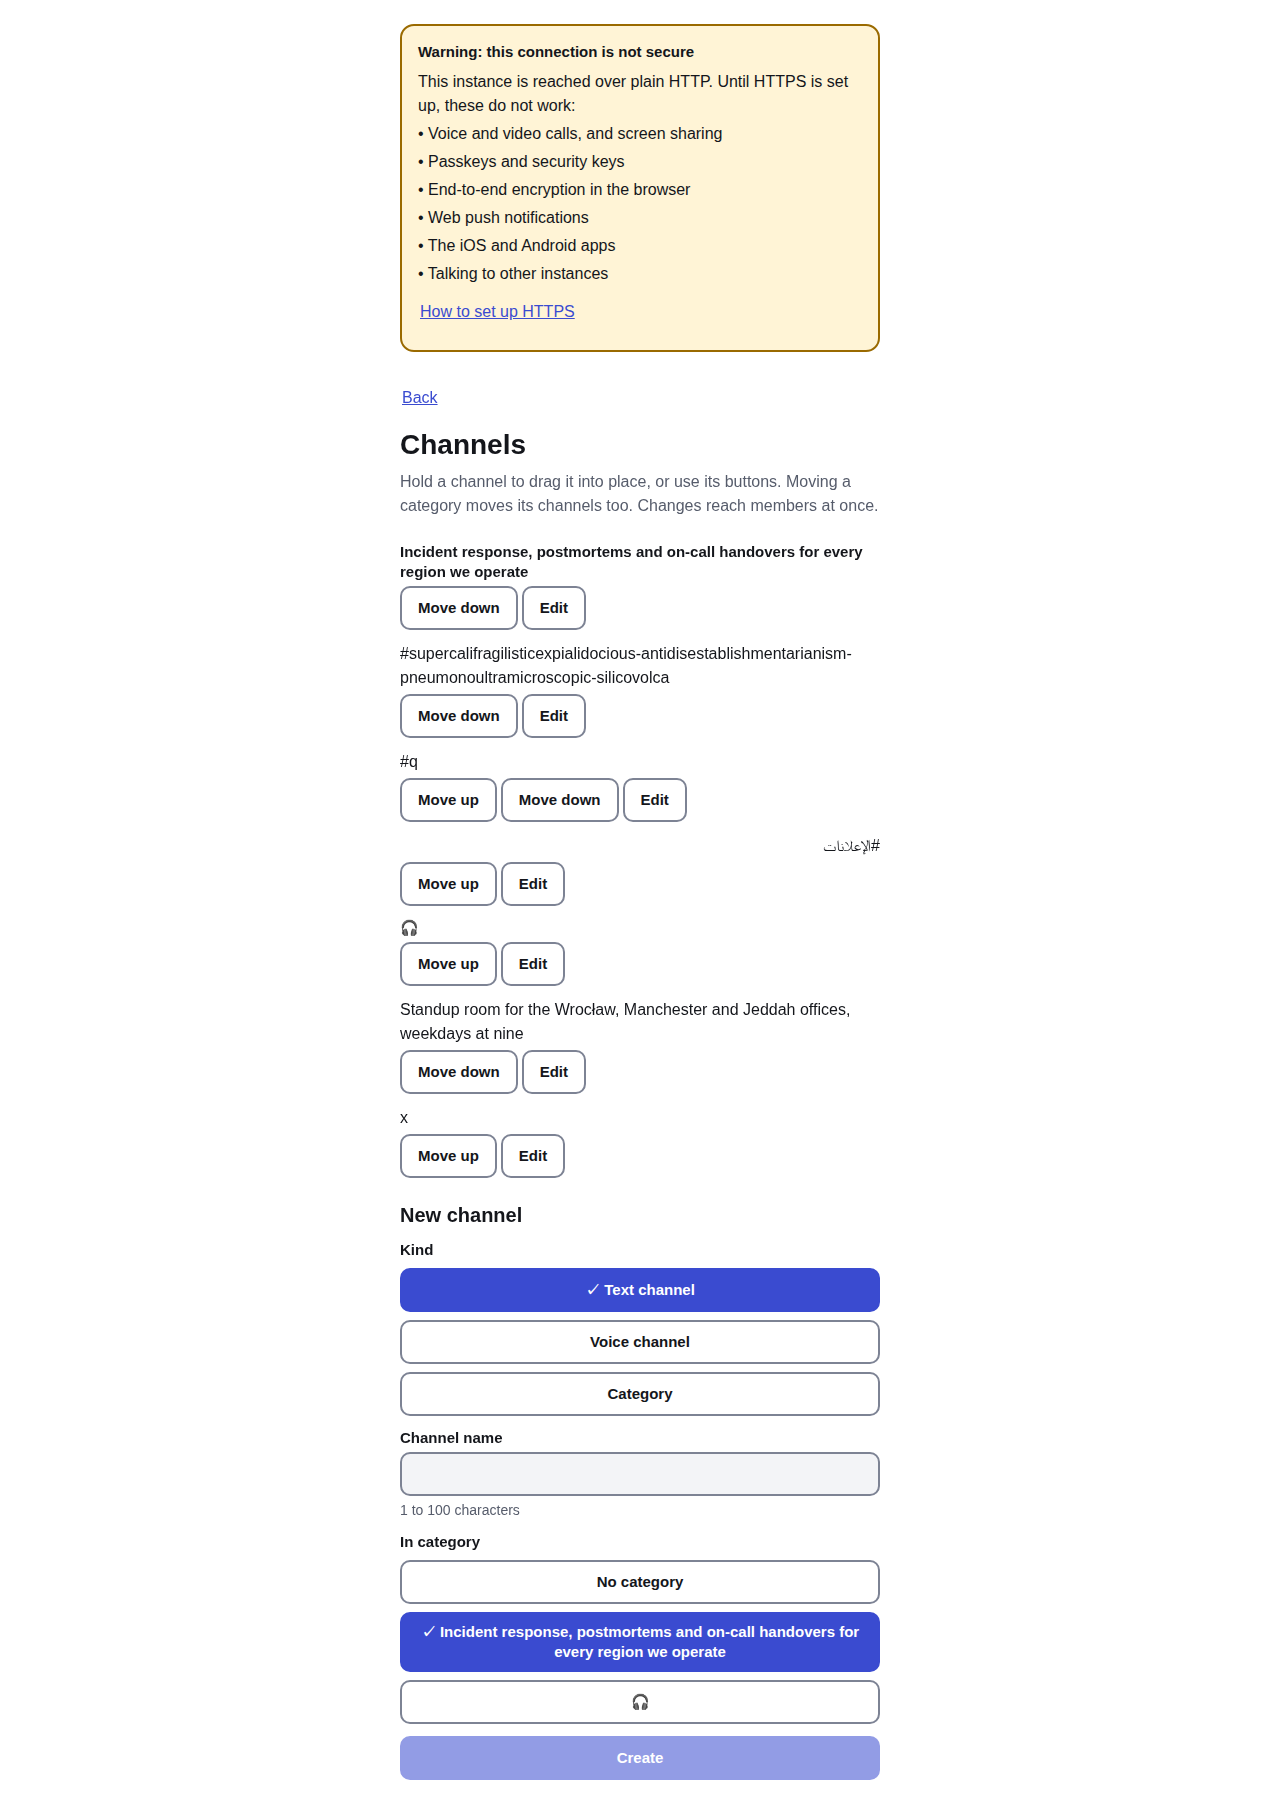 Warning: this connection is not secure
This instance is reached over plain HTTP. Until HTTPS is set
up, these do not work:
• Voice and video calls, and screen sharing
• Passkeys and security keys
• End-to-end encryption in the browser
• Web push notifications
• The iOS and Android apps
• Talking to other instances
How to set up HTTPS
Back
Channels
Hold a channel to drag it into place, or use its buttons. Moving a
category moves its channels too. Changes reach members at once.
Incident response, postmortems and on-call handovers for every
region we operate
Move down Edit
#supercalifragilisticexpialidocious-antidisestablishmentarianism-
pneumonoultramicroscopic-silicovolca
Move down Edit
#q
Move up Move down Edit
#الإعلانات
Move up Edit
🎧
Move up Edit
Standup room for the Wrocław, Manchester and Jeddah offices,
weekdays at nine
Move down Edit
x
Move up Edit
New channel
Kind
✓ Text channel
Voice channel
Category
Channel name
1 to 100 characters
In category
No category
✓ Incident response, postmortems and on-call handovers for
every region we operate
🎧
Create